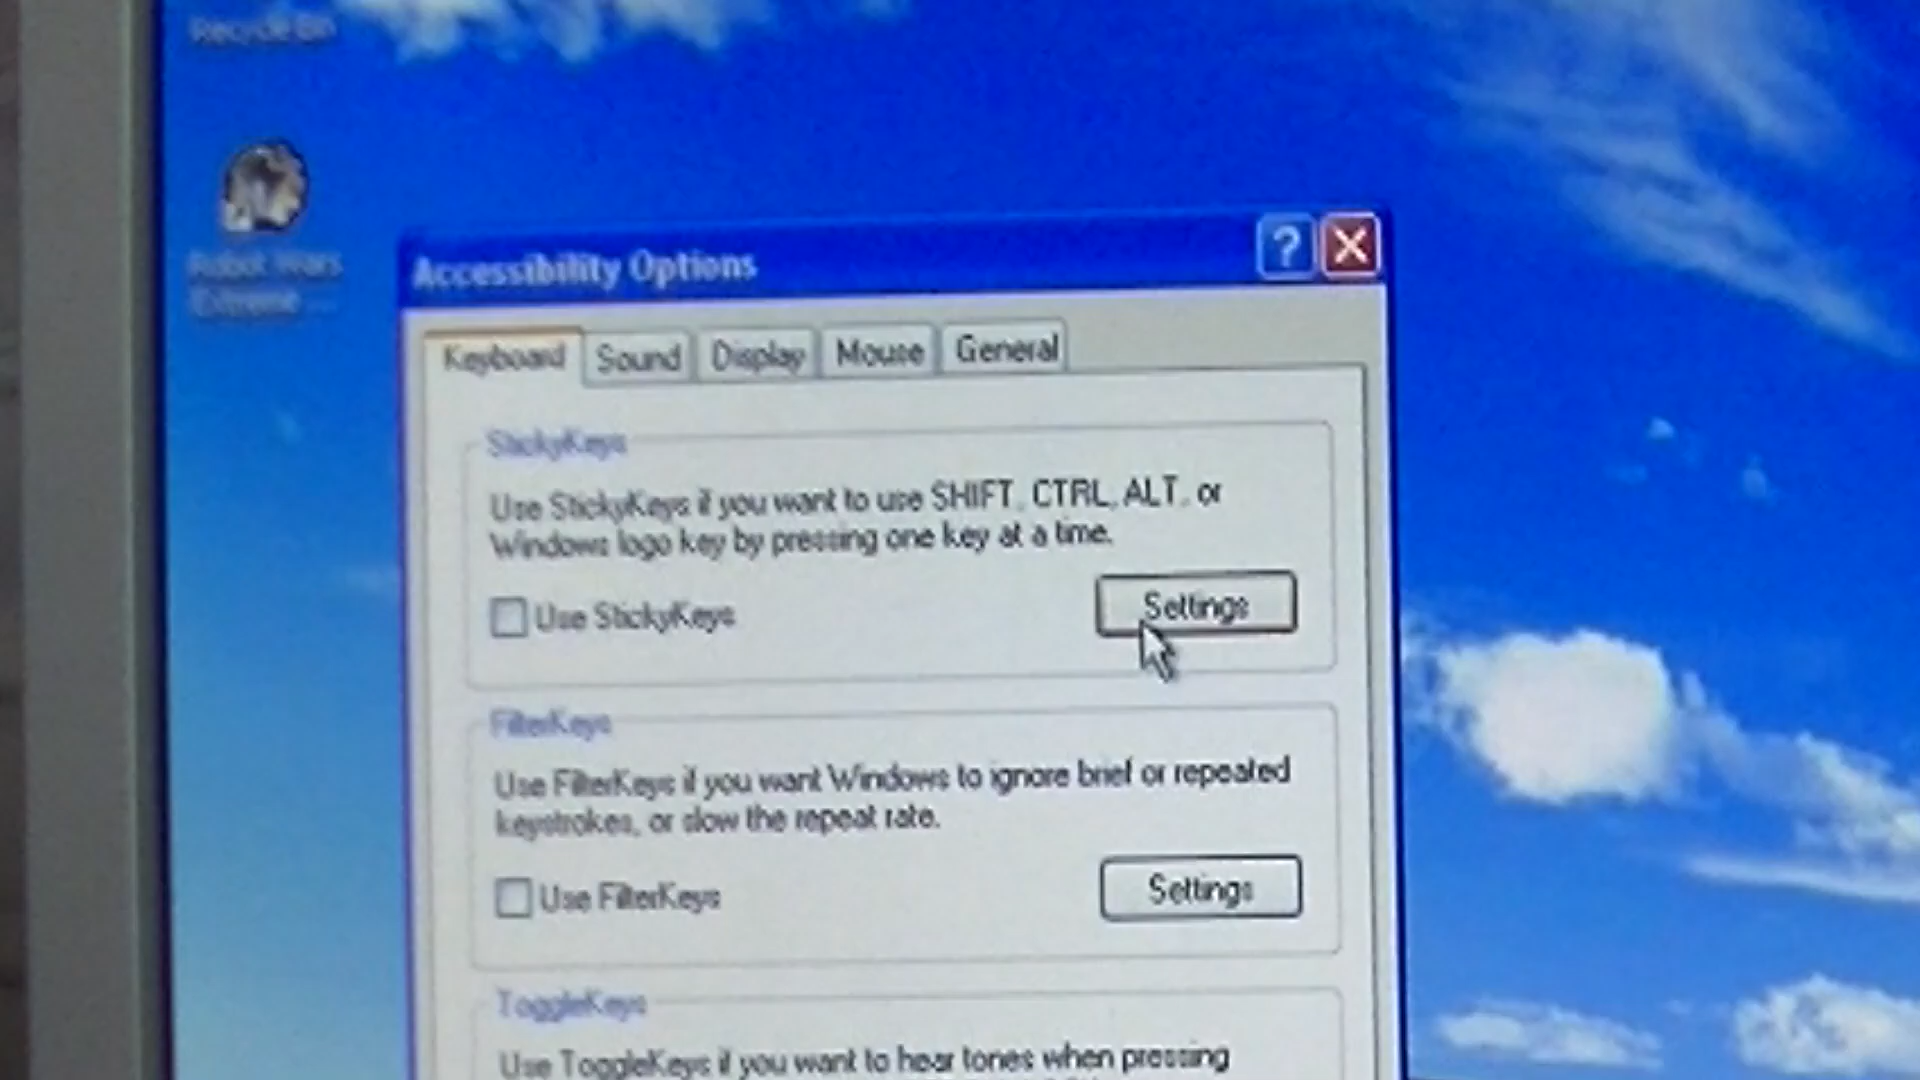 Recycle Bin
Robot Wars
Extreme ...
Accessibility Options
?
Keyboard Sound Display Mouse General
StickyKeys
Use StickyKeys if you want to use SHIFT, CTRL, ALT, or
Windows logo key by pressing one key at a time.
Use StickyKeys
Settings
FilterKeys
Use FilterKeys if you want Windows to ignore brief or repeated
keystrokes, or slow the repeat rate.
Use FilterKeys
Settings
ToggleKeys
Use ToggleKeys if you want to hear tones when pressing